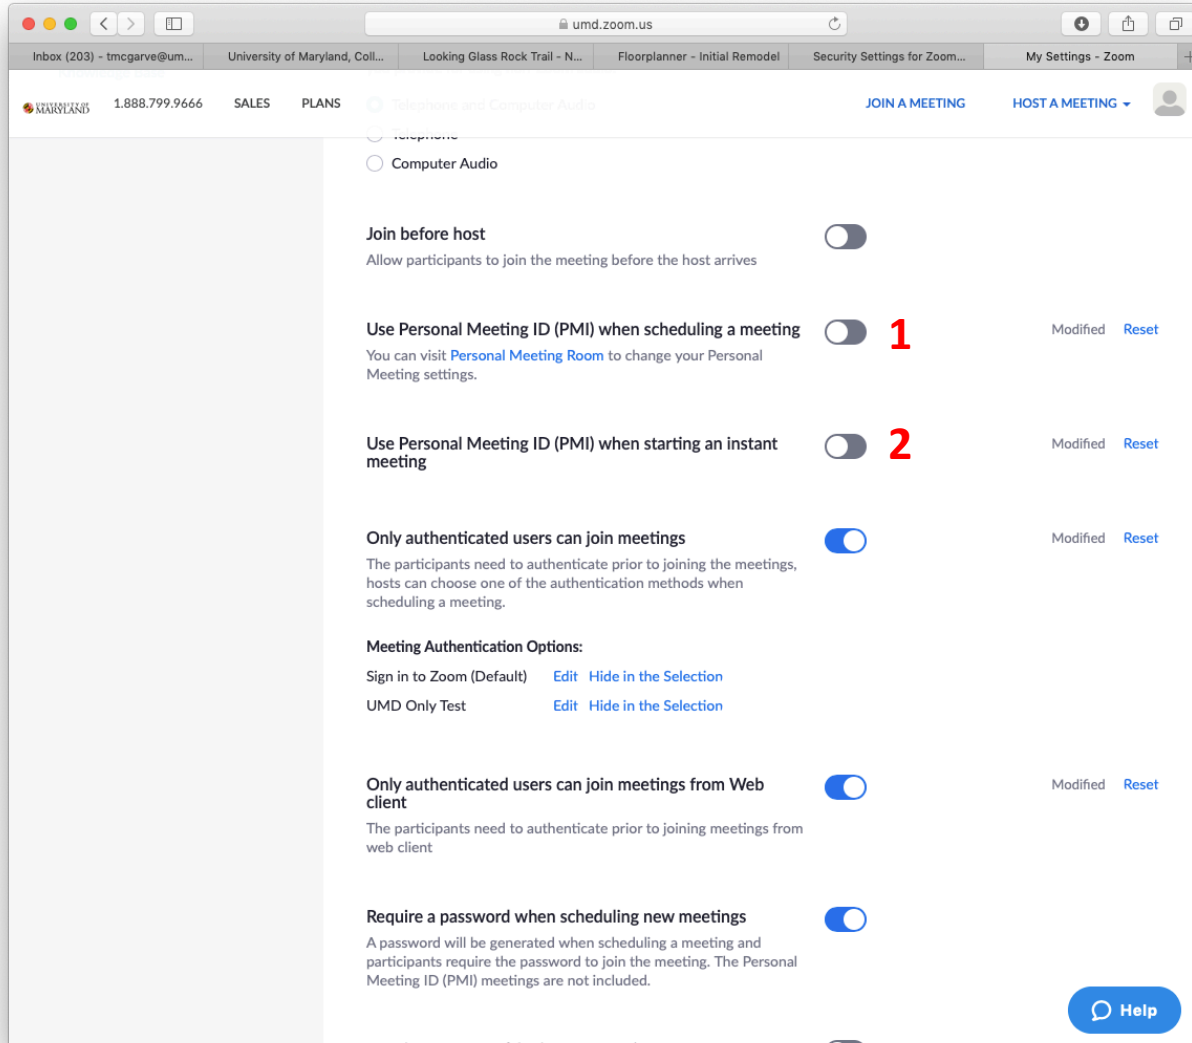 umd.zoom.us
Inbox (203) - tmcgarve@um... University of Maryland, Coll... Looking Glass Rock Trail - N... Floorplanner - Initial Remodel Security Settings for Zoom... My Settings - Zoom
UNIVERSITY OF
MARYLAND
1.888.799.9666 SALES PLANS JOIN A MEETING HOST A MEETING
Telephone and Computer Audio
Telephone
Computer Audio
Join before host
Allow participants to join the meeting before the host arrives
Use Personal Meeting ID (PMI) when scheduling a meeting 1 Modified Reset
You can visit Personal Meeting Room to change your Personal
Meeting settings.
Use Personal Meeting ID (PMI) when starting an instant
meeting
2 Modified Reset
Only authenticated users can join meetings Modified Reset
The participants need to authenticate prior to joining the meetings,
hosts can choose one of the authentication methods when
scheduling a meeting.
Meeting Authentication Options:
Sign in to Zoom (Default) Edit Hide in the Selection
UMD Only Test Edit Hide in the Selection
Only authenticated users can join meetings from Web
client
Modified Reset
The participants need to authenticate prior to joining meetings from
web client
Require a password when scheduling new meetings
A password will be generated when scheduling a meeting and
participants require the password to join the meeting. The Personal
Meeting ID (PMI) meetings are not included.
Help